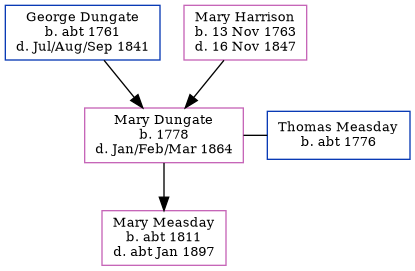 George Dungate
b. abt 1761
d. Jul/Aug/Sep 1841
Mary Harrison
b. 13 Nov 1763
d. 16 Nov 1847
Mary Dungate
b. 1778
d. Jan/Feb/Mar 1864
Thomas Measday
b. abt 1776
Mary Measday
b. abt 1811
d. abt Jan 1897